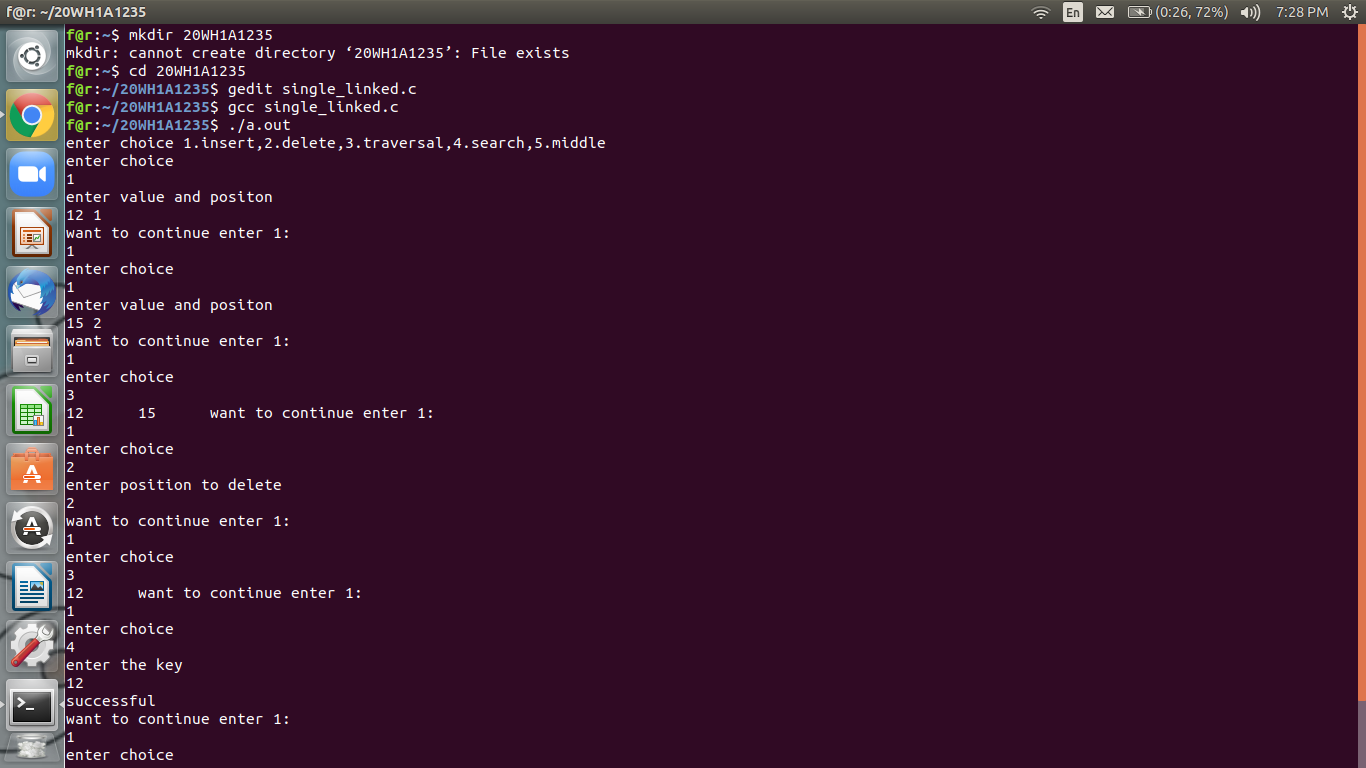 f@r: ~/20WH1A1235
En (0:26, 72%) 7:28 PM
f@r:~$ mkdir 20WH1A1235
mkdir: cannot create directory ‘20WH1A1235’: File exists
f@r:~$ cd 20WH1A1235
f@r:~/20WH1A1235$ gedit single_linked.c
f@r:~/20WH1A1235$ gcc single_linked.c
f@r:~/20WH1A1235$ ./a.out
enter choice 1.insert,2.delete,3.traversal,4.search,5.middle
enter choice
1
enter value and positon
12 1
want to continue enter 1:
1
enter choice
1
enter value and positon
15 2
want to continue enter 1:
1
enter choice
3
12      15      want to continue enter 1:
1
enter choice
2
enter position to delete
2
want to continue enter 1:
1
enter choice
3
12      want to continue enter 1:
1
enter choice
4
enter the key
12
successful
want to continue enter 1:
1
enter choice